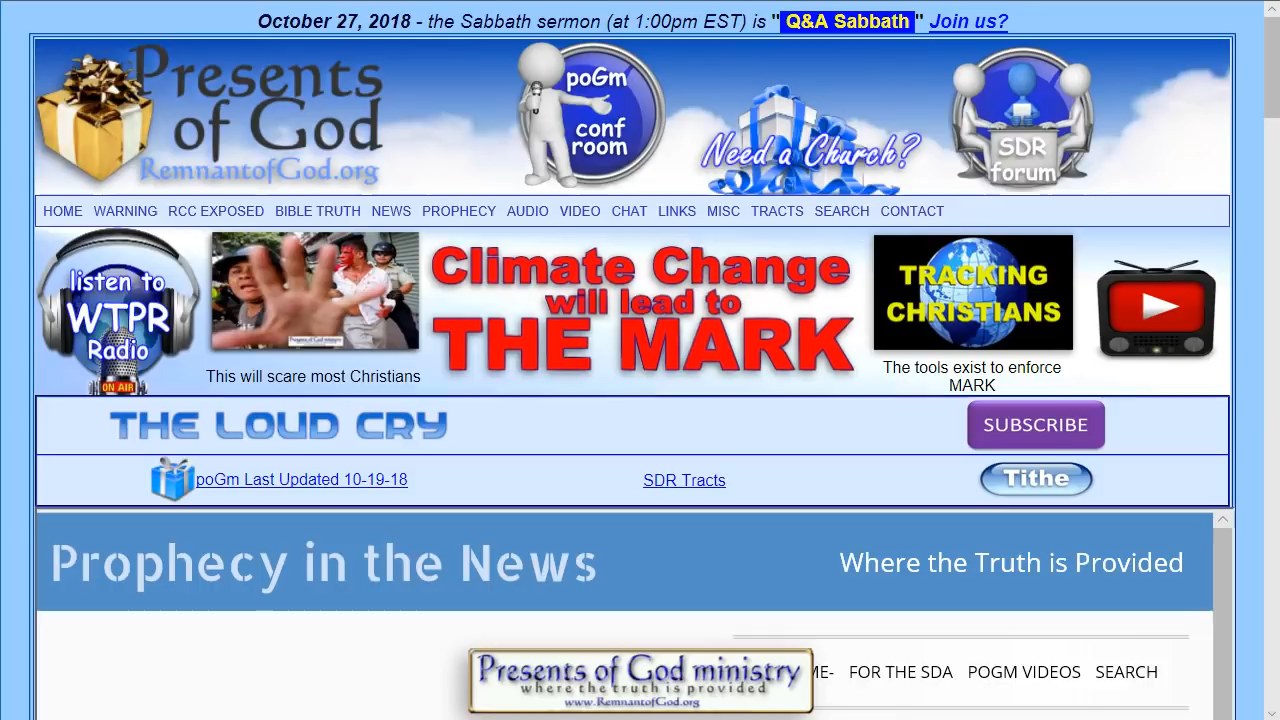 October 27, 2018 - the Sabbath sermon (at 1:00pm EST) is " Q&A Sabbath " Join us?
Presents
of God
RemnantofGod.org
poGm
conf
room
Need a Church?
SDR
forum
HOME WARNING RCC EXPOSED BIBLE TRUTH NEWS PROPHECY AUDIO VIDEO CHAT LINKS MISC TRACTS SEARCH CONTACT
listen to
WTPR
Radio
ON AIR
This will scare most Christians
Climate Change
will lead to
THE MARK
TRACKING
CHRISTIANS
The tools exist to enforce
MARK
THE LOUD CRY
SUBSCRIBE
poGm Last Updated 10-19-18
SDR Tracts
Tithe
Prophecy in the News
Where the Truth is Provided
ME- FOR THE SDA POGM VIDEOS SEARCH
Presents of God ministry
where the truth is provided
www.RemnantofGod.org